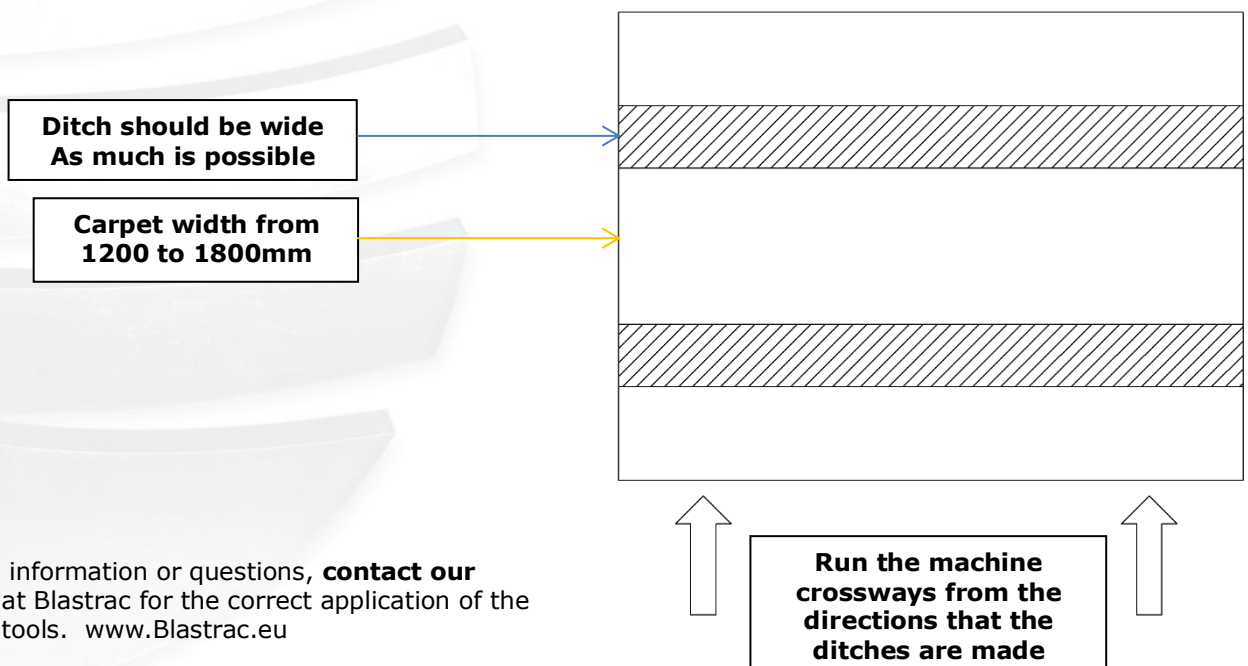 Ditch should be wide
As much is possible
Carpet width from
1200 to 1800mm
information or questions, contact our
at Blastrac for the correct application of the
tools. www.Blastrac.eu
Run the machine
crossways from the
directions that the
ditches are made